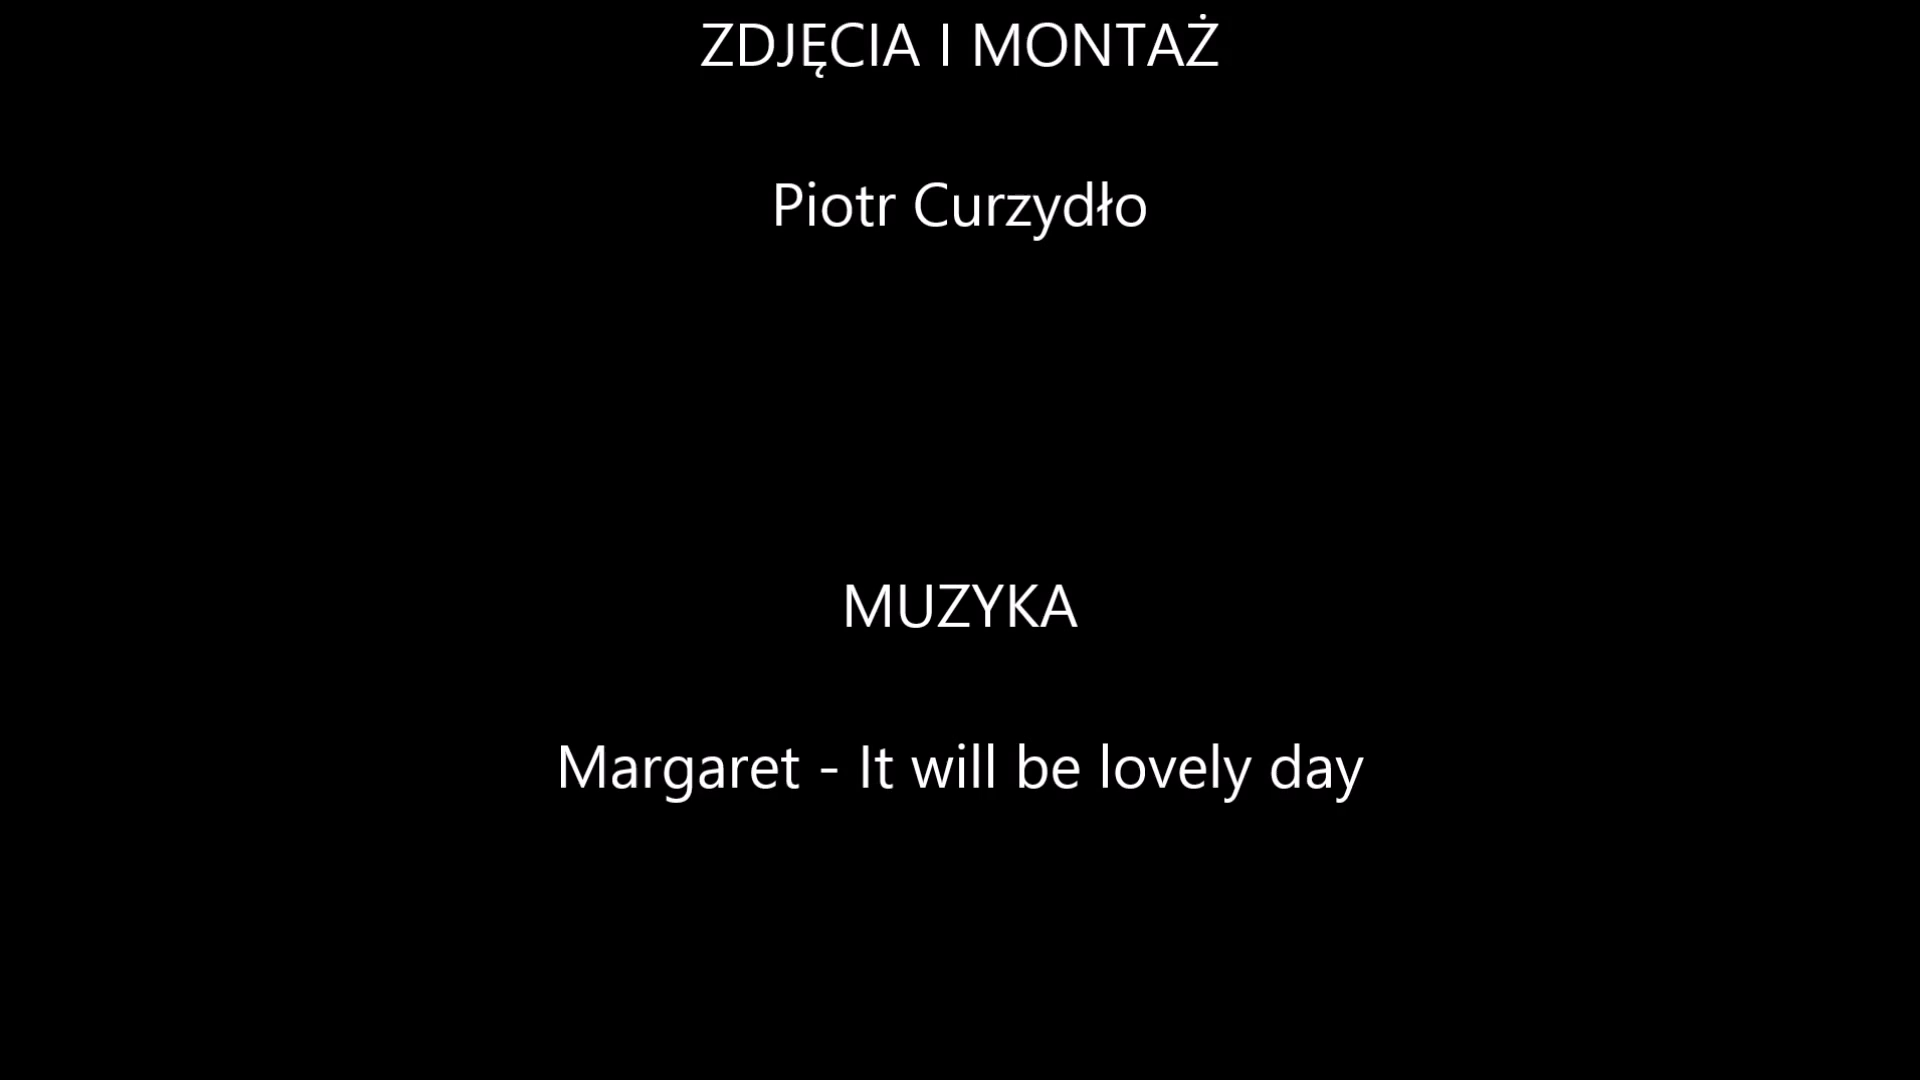 ZDJĘCIA I MONTAŻ
Piotr Curzydło
MUZYKA
Margaret - It will be lovely day